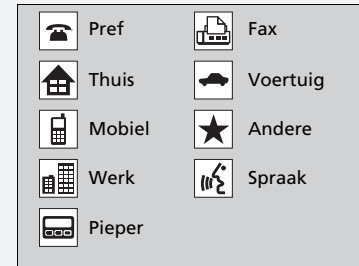 Pref
Fax
Thuis
Voertuig
Mobiel
Andere
Werk
Spraak
Pieper